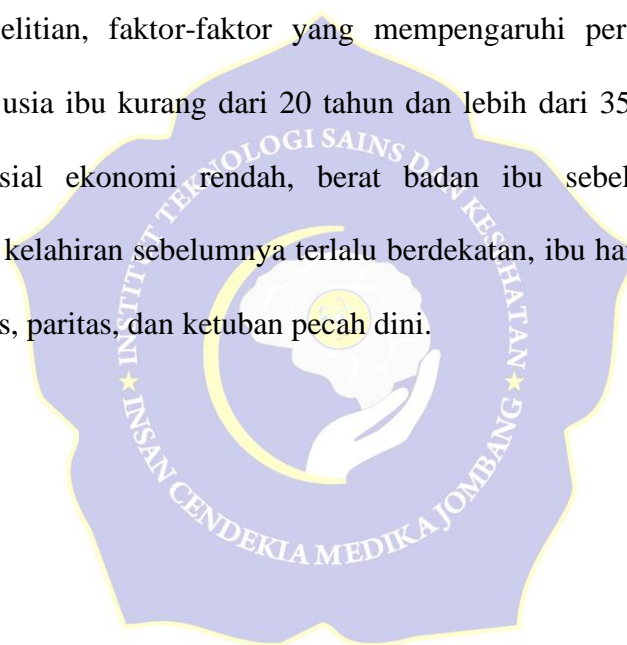 elitian, faktor-faktor yang mempengaruhi per
usia ibu kurang dari 20 tahun dan lebih dari 35
sial ekonomi rendah, berat badan ibu sebel
kelahiran sebelumnya terlalu berdekatan, ibu ha
s, paritas, dan ketuban pecah dini.
INSTITUT TEKNOLOGI SAINS DAN KESEHATAN
INSAN CENDEKIA MEDIKA JOMBANG